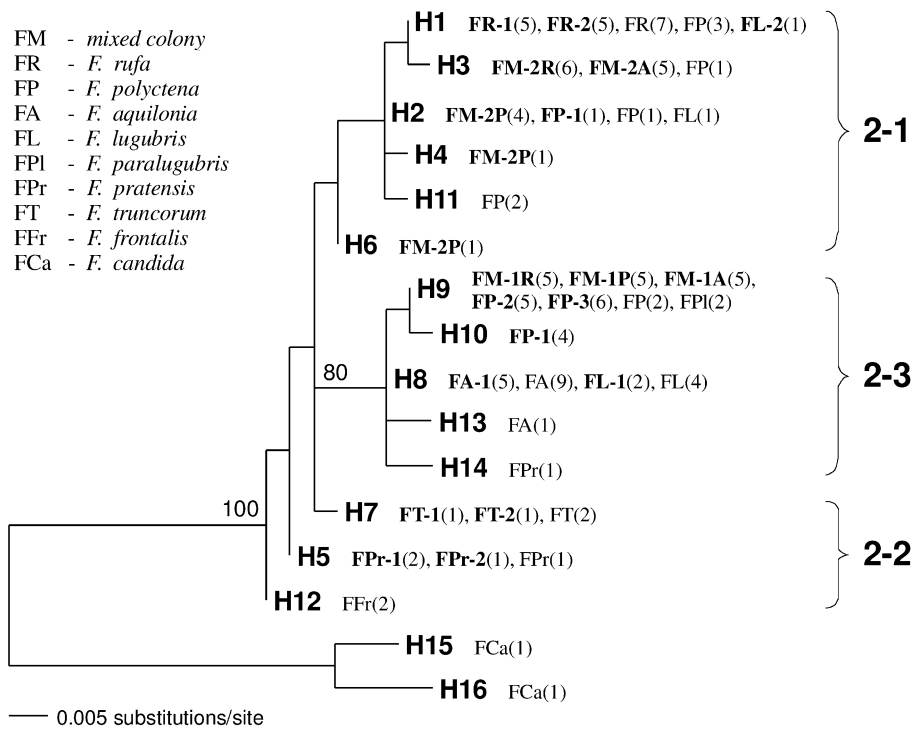 FM - mixed colony
FR - F. rufa
FP - F. polyctena
FA - F. aquilonia
FL - F. lugubris
FPl - F. paralugubris
FPr - F. pratensis
FT - F. truncorum
FFr - F. frontalis
FCa - F. candida
H1 FR-1(5), FR-2(5), FR(7), FP(3), FL-2(1)
H3 FM-2R(6), FM-2A(5), FP(1)
H2 FM-2P(4), FP-1(1), FP(1), FL(1)
2-1
H4 FM-2P(1)
H11 FP(2)
H6 FM-2P(1)
H9 FM-1R(5), FM-1P(5), FM-1A(5),
FP-2(5), FP-3(6), FP(2), FPl(2)
H10 FP-1(4)
80
H8 FA-1(5), FA(9), FL-1(2), FL(4)
2-3
H13 FA(1)
H14 FPr(1)
100
H7 FT-1(1), FT-2(1), FT(2)
H5 FPr-1(2), FPr-2(1), FPr(1)
2-2
H12 FFr(2)
H15 FCa(1)
H16 FCa(1)
0.005 substitutions/site